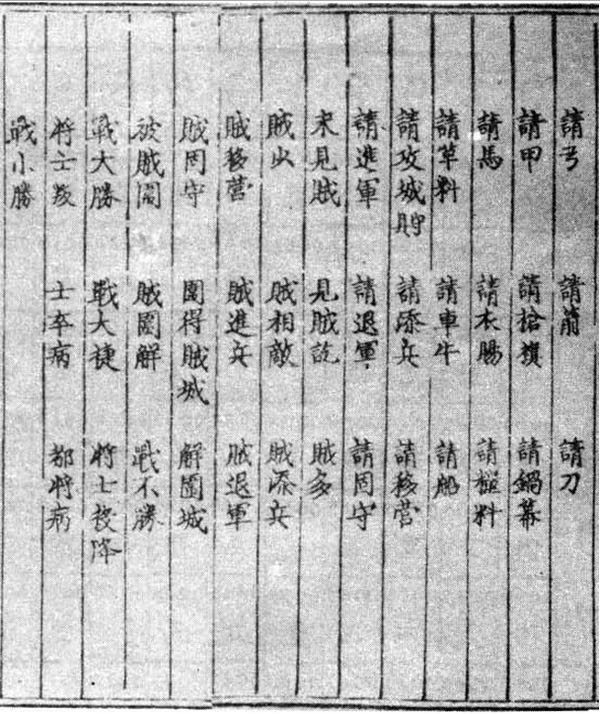 請弓 請箭 請刀
請甲 請槍旗 請鍋幕
請馬 請衣賜 請糧料
請草料 請車牛 請船
請攻城貯 請添兵 請移營
請進軍 請退軍 請固守
未見賊 見賊訖 賊多
賊少 賊相敵 賊添兵
賊移營 賊進兵 賊退軍
賊固守 圍得賊城 解圍城
被賊圍 賊圍解 戰不勝
戰大勝 戰大捷 將士投降
將士叛 士卒病 都將病
戰小勝